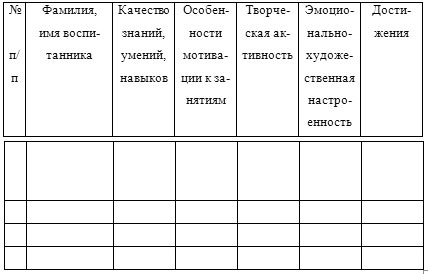 №
п/
п
Фамилия,
имя воспи-
танника
Качество
знаний,
умений,
навыков
Особен-
ности
мотива-
ции к за-
нятиям
Творче-
ская ак-
тивность
Эмоцио-
нально-
художе-
ственная
настро-
енность
Дости-
жения